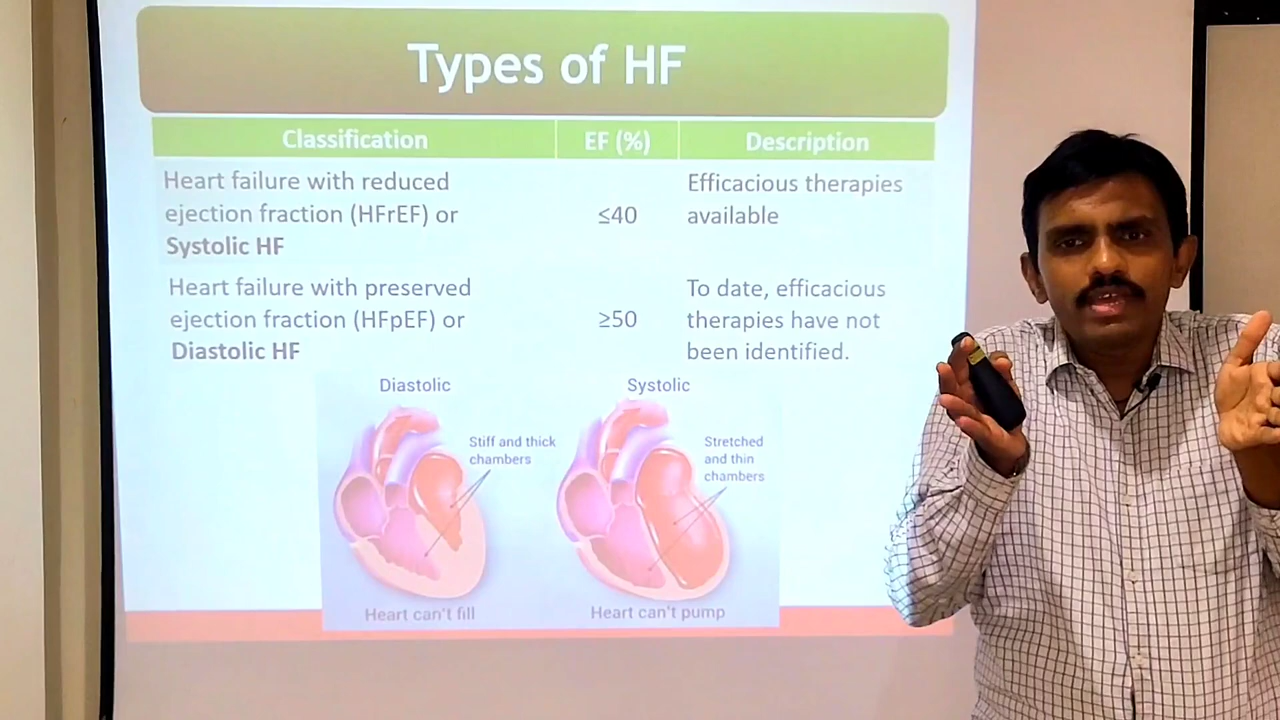 Types of HF
Classification
EF (%)
Description
Heart failure with reduced
ejection fraction (HFrEF) or
Systolic HF
≤40
Efficacious therapies
available
Heart failure with preserved
ejection fraction (HFpEF) or
Diastolic HF
≥50
To date, efficacious
therapies have not
been identified.
Diastolic
Stiff and thick
chambers
Heart can't fill
Systolic
Stretched
and thin
chambers
Heart can't pump